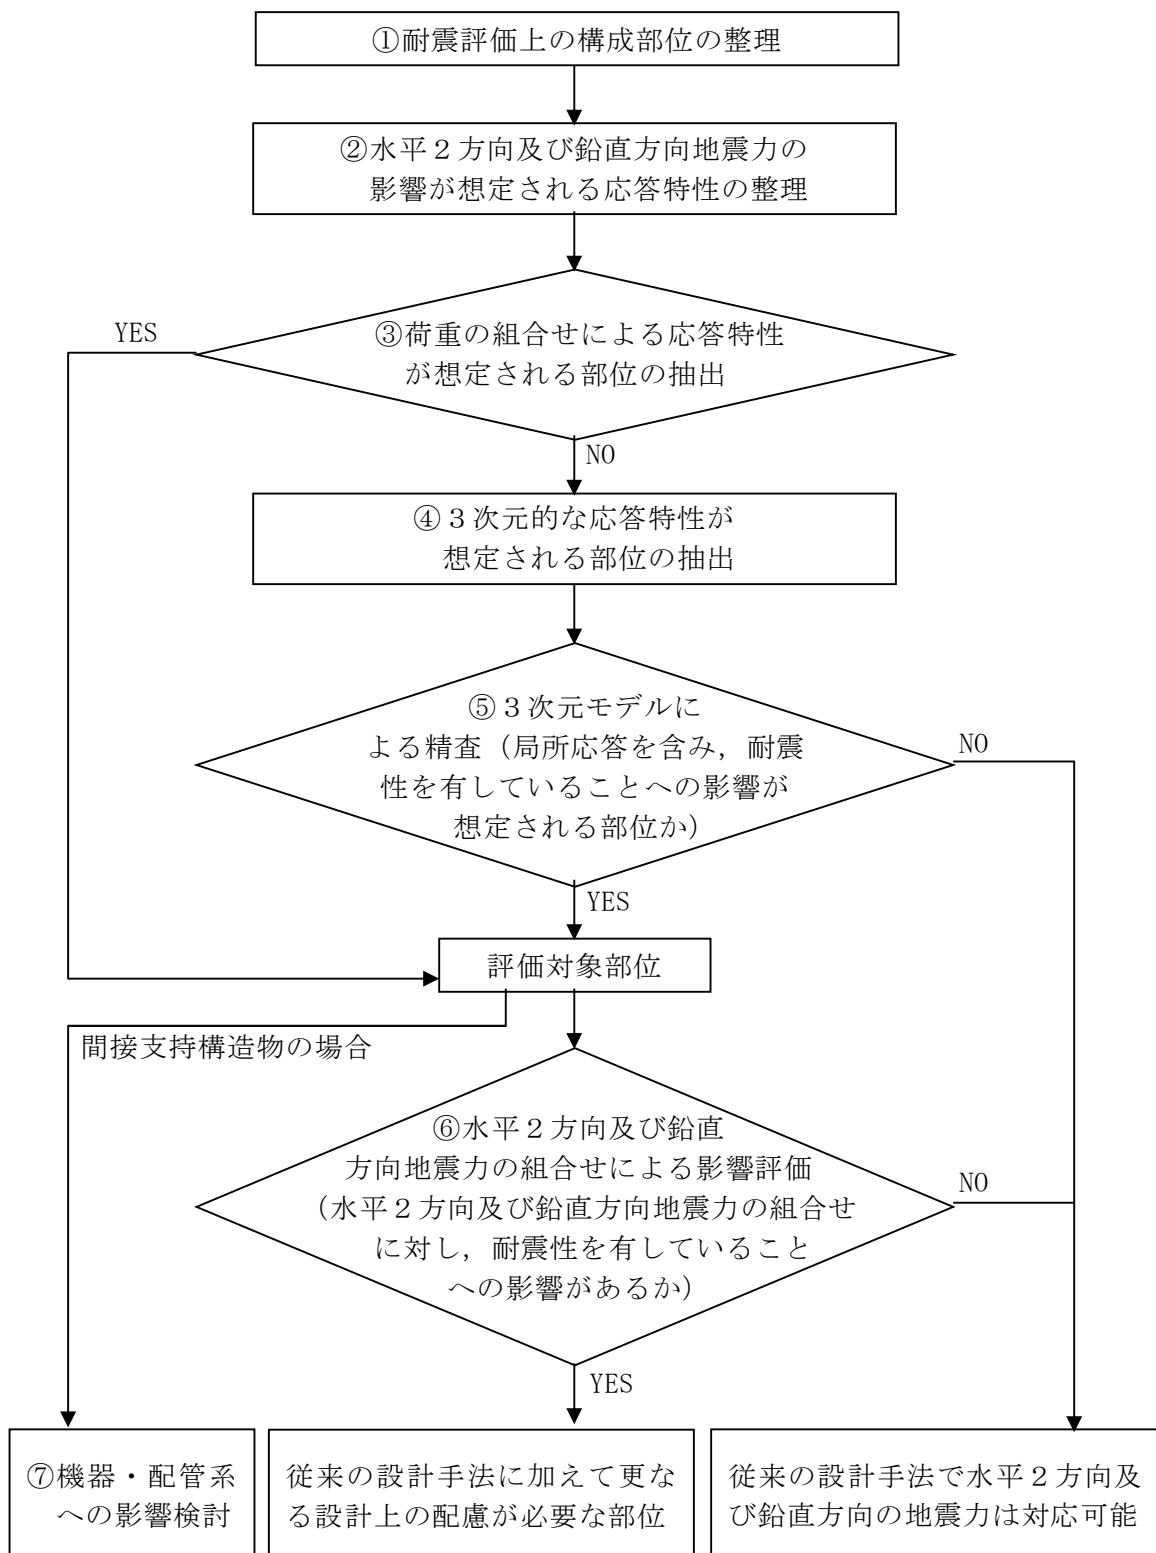 ①耐震評価上の構成部位の整理
②水平２方向及び鉛直方向地震力の
影響が想定される応答特性の整理
YES
③荷重の組合せによる応答特性
が想定される部位の抽出
NO
④３次元的な応答特性が
想定される部位の抽出
⑤３次元モデルに
よる精査（局所応答を含み，耐震
性を有していることへの影響が
想定される部位か）
NO
YES
評価対象部位
間接支持構造物の場合
⑥水平２方向及び鉛直
方向地震力の組合せによる影響評価
（水平２方向及び鉛直方向地震力の組合せ
に対し，耐震性を有していること
への影響があるか）
NO
YES
⑦機器・配管系
への影響検討
従来の設計手法に加えて更な
る設計上の配慮が必要な部位
従来の設計手法で水平２方向及
び鉛直方向の地震力は対応可能